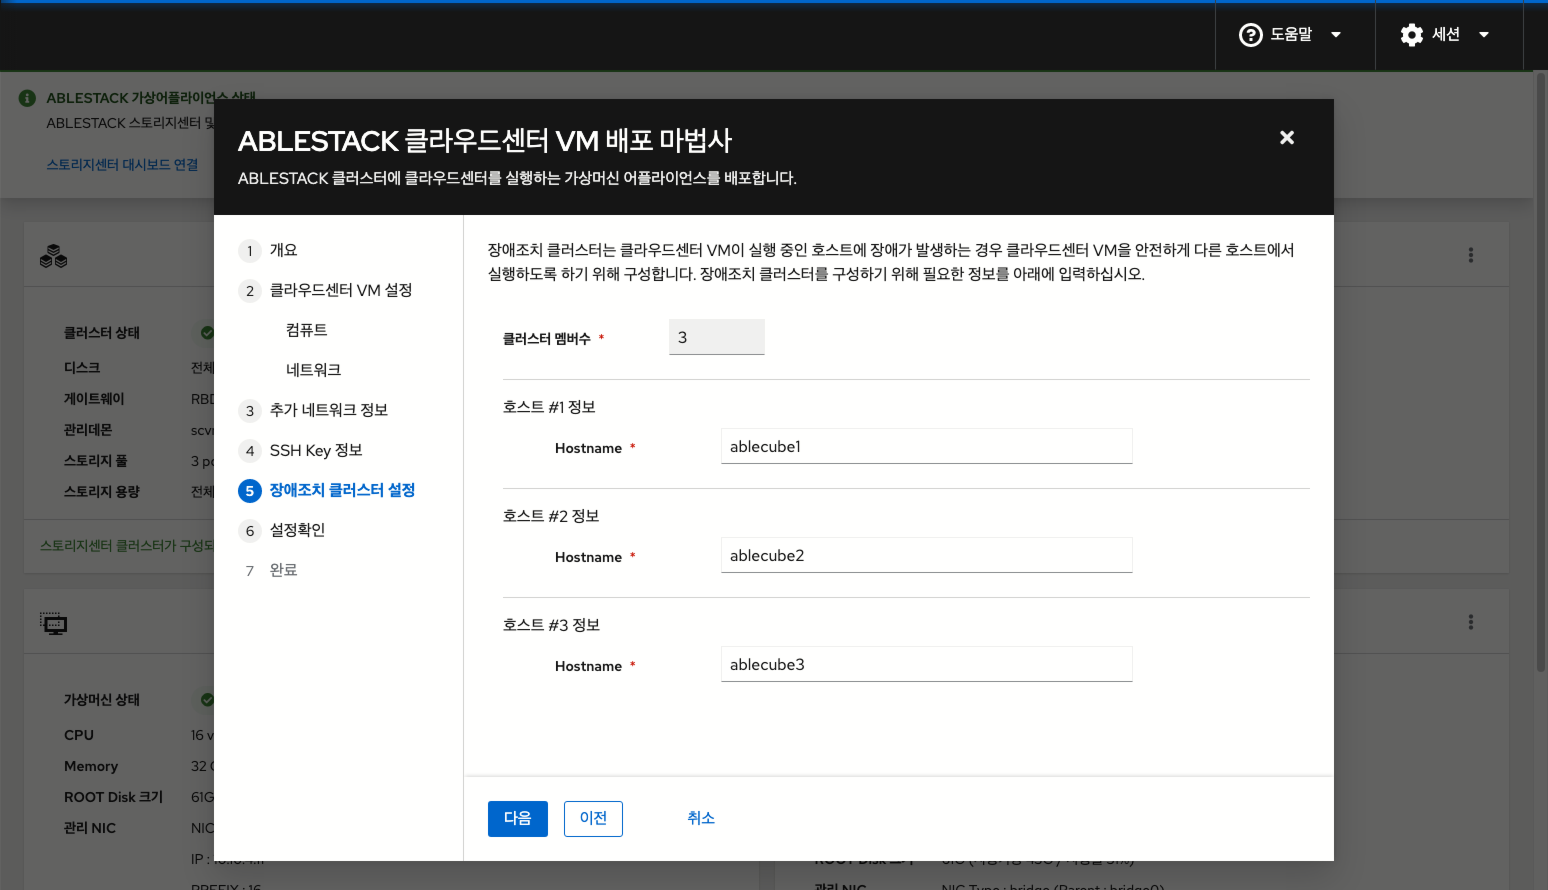 도움말
세션
ABLESTACK 가상어플라이언스 상태
ABLESTACK 스토리지센터 및
스토리지센터 대시보드 연결
ABLESTACK 클라우드센터 VM 배포 마법사
ABLESTACK 클러스터에 클라우드센터를 실행하는 가상머신 어플라이언스를 배포합니다.
1 개요
2 클라우드센터 VM 설정
컴퓨트
네트워크
3 추가 네트워크 정보
4 SSH Key 정보
5 장애조치 클러스터 설정
6 설정확인
7 완료
장애조치 클러스터는 클라우드센터 VM이 실행 중인 호스트에 장애가 발생하는 경우 클라우드센터 VM을 안전하게 다른 호스트에서
실행하도록 하기 위해 구성합니다. 장애조치 클러스터를 구성하기 위해 필요한 정보를 아래에 입력하십시오.
클러스터 멤버수 * 3
호스트 #1 정보
Hostname * ablecube1
호스트 #2 정보
Hostname * ablecube2
호스트 #3 정보
Hostname * ablecube3
다음 이전 취소
클러스터 상태
디스크 전체
게이트웨이 RBD
관리데몬 scvm
스토리지 풀 3 po
스토리지 용량 전체
스토리지센터 클러스터가 구성되
가상머신 상태
CPU 16 v
Memory 32 G
ROOT Disk 크기 61G
관리 NIC NIC
IP :
PREFIX : 16
ROOT Disk 크기
관리 NIC NIC Type : bridge (Parent : bridge0)